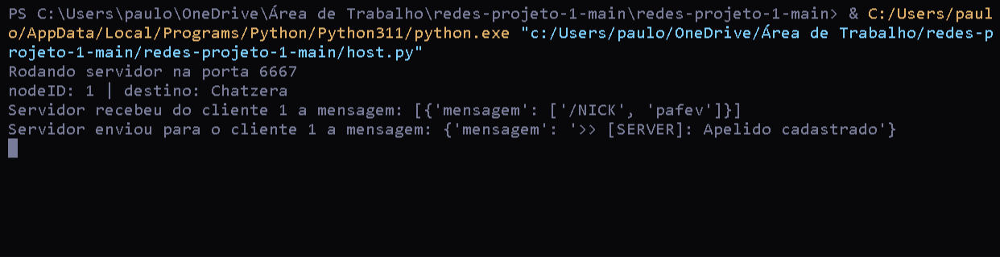 PS C:\Users\paulo\OneDrive\Área de Trabalho\redes-projeto-1-main\redes-projeto-1-main> & C:/Users/paul
o/AppData/Local/Programs/Python/Python311/python.exe "c:/Users/paulo/OneDrive/Área de Trabalho/redes-p
rojeto-1-main/redes-projeto-1-main/host.py"
Rodando servidor na porta 6667
nodeID: 1 | destino: Chatzera
Servidor recebeu do cliente 1 a mensagem: [{'mensagem': ['/NICK', 'pafev']}]
Servidor enviou para o cliente 1 a mensagem: {'mensagem': '>> [SERVER]: Apelido cadastrado'}